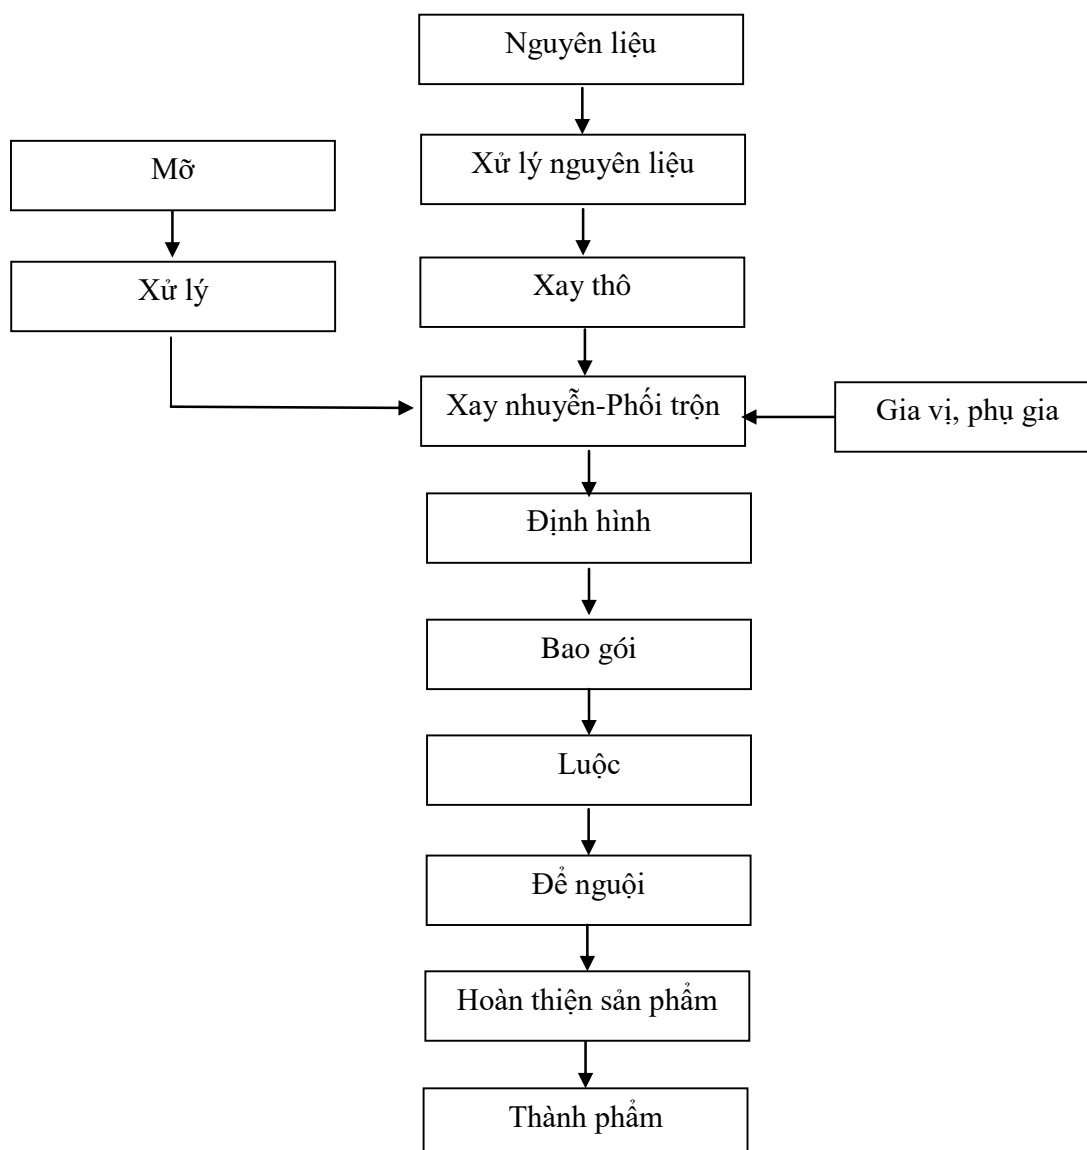 Nguyên liệu
Mỡ
Xử lý nguyên liệu
Xử lý
Xay thô
Xay nhuyễn-Phối trộn
Gia vị, phụ gia
Định hình
Bao gói
Luộc
Để nguội
Hoàn thiện sản phẩm
Thành phẩm